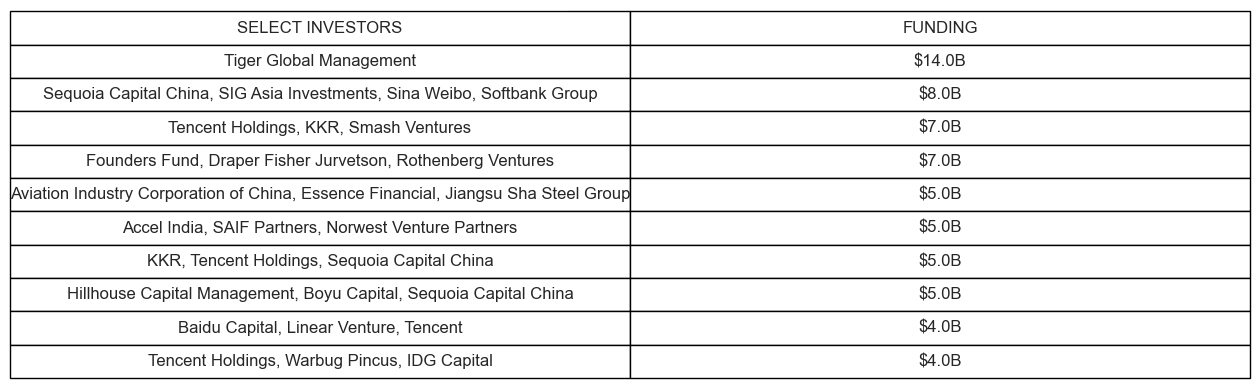 SELECT INVESTORS FUNDING
Tiger Global Management $14.0B
Sequoia Capital China, SIG Asia Investments, Sina Weibo, Softbank Group $8.0B
Tencent Holdings, KKR, Smash Ventures $7.0B
Founders Fund, Draper Fisher Jurvetson, Rothenberg Ventures $7.0B
Aviation Industry Corporation of China, Essence Financial, Jiangsu Sha Steel Group $5.0B
Accel India, SAIF Partners, Norwest Venture Partners $5.0B
KKR, Tencent Holdings, Sequoia Capital China $5.0B
Hillhouse Capital Management, Boyu Capital, Sequoia Capital China $5.0B
Baidu Capital, Linear Venture, Tencent $4.0B
Tencent Holdings, Warbug Pincus, IDG Capital $4.0B